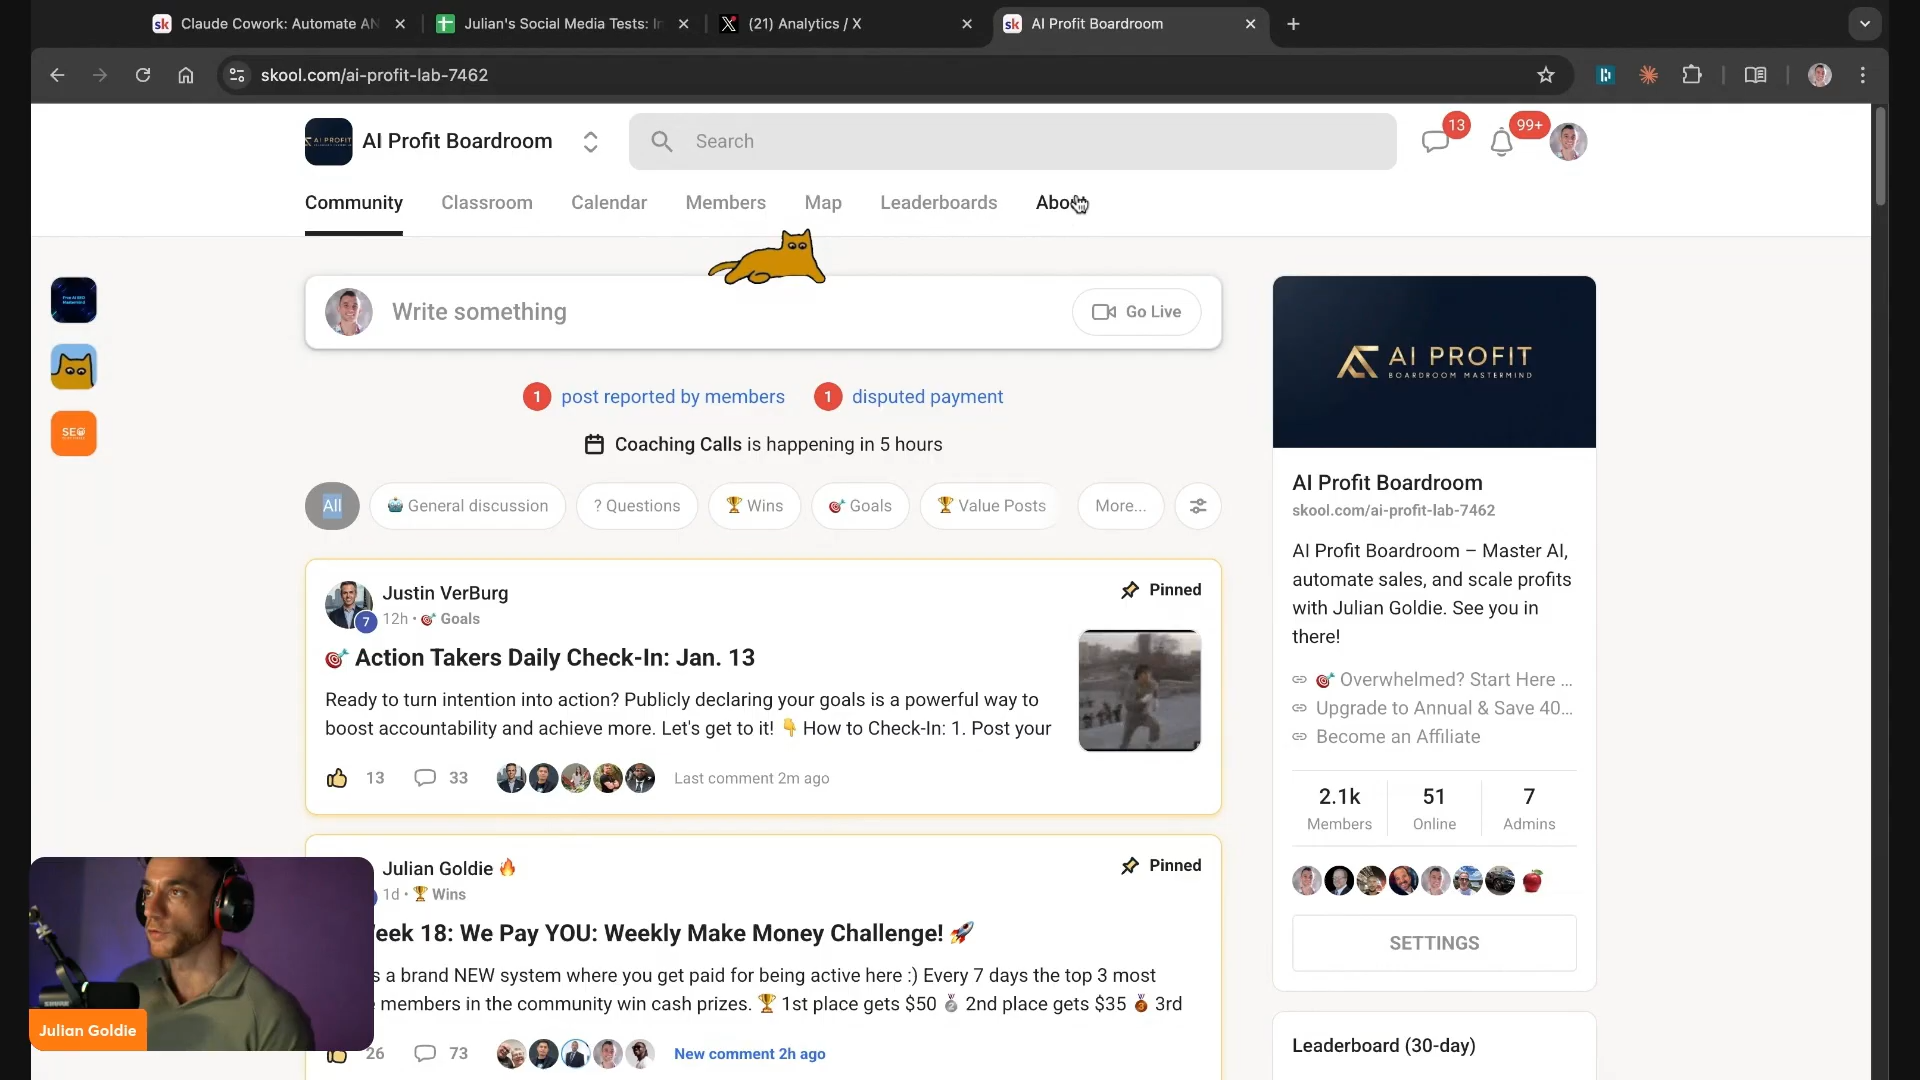 Claude Cowork: Automate AN
Julian's Social Media Tests: In
(21) Analytics / X
AI Profit Boardroom
skool.com/ai-profit-lab-7462
AI PROFIT
AI Profit Boardroom
Search
13
99+
Community
Classroom
Calendar
Members
Map
Leaderboards
Abou
Free AI SEO
Mastermind
SEO
Write something
Go Live
1 post reported by members
1 disputed payment
Coaching Calls is happening in 5 hours
All
General discussion
? Questions
🏆 Wins
🎯 Goals
🏆 Value Posts
More...
Justin VerBurg
7
12h • 🎯 Goals
Pinned
🎯 Action Takers Daily Check-In: Jan. 13
Ready to turn intention into action? Publicly declaring your goals is a powerful way to
boost accountability and achieve more. Let's get to it! 👇 How to Check-In: 1. Post your
13
33
Last comment 2m ago
Julian Goldie 🔥
1d • 🏆 Wins
Pinned
eek 18: We Pay YOU: Weekly Make Money Challenge! 🚀
s a brand NEW system where you get paid for being active here :) Every 7 days the top 3 most
members in the community win cash prizes. 🏆 1st place gets $50 🥈 2nd place gets $35 🥉 3rd
26
73
New comment 2h ago
AI PROFIT
BOARDROOM MASTERMIND
AI Profit Boardroom
skool.com/ai-profit-lab-7462
AI Profit Boardroom – Master AI,
automate sales, and scale profits
with Julian Goldie. See you in
there!
🎯 Overwhelmed? Start Here ...
Upgrade to Annual & Save 40...
Become an Affiliate
2.1k
Members
51
Online
7
Admins
SETTINGS
Leaderboard (30-day)
SHURE
Julian Goldie